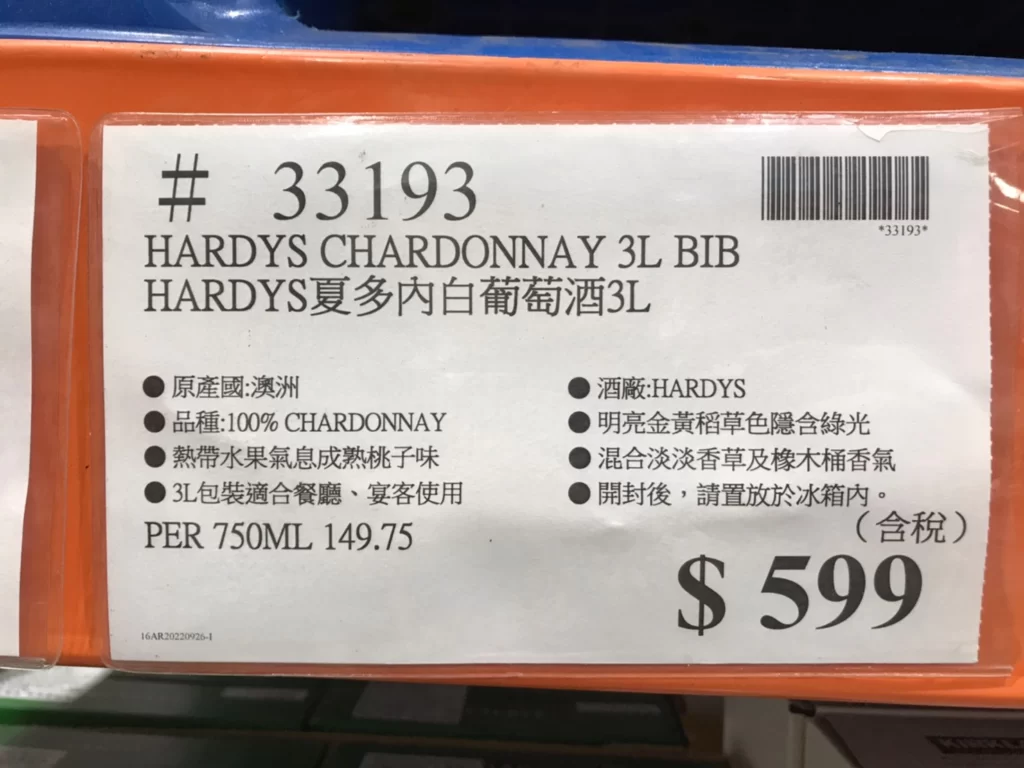 # 33193
*33193*
HARDYS CHARDONNAY 3L BIB
HARDYS夏多內白葡萄酒3L
● 原產國:澳洲
● 酒廠:HARDYS
● 品種:100% CHARDONNAY
● 明亮金黃稻草色隱含綠光
● 熱帶水果氣息成熟桃子味
● 混合淡淡香草及橡木桶香氣
● 3L包裝適合餐廳、宴客使用
● 開封後，請置放於冰箱內。
PER 750ML 149.75
（含稅）
$ 599
16AR20220926-1